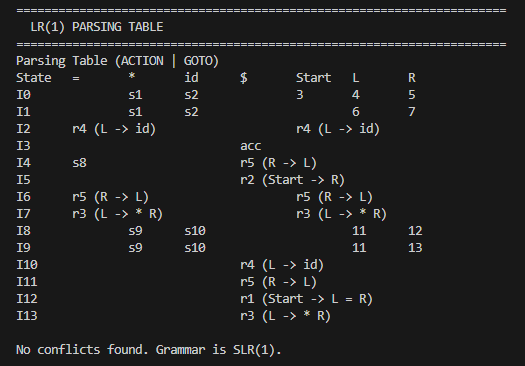 ======================================================================
  LR(1) PARSING TABLE
======================================================================
Parsing Table (ACTION | GOTO)
State  =      *      id     $       Start  L      R
I0            s1     s2             3      4      5
I1            s1     s2                    6      7
I2     r4 (L -> id)                 r4 (L -> id)
I3                          acc
I4     s8                   r5 (R -> L)
I5                          r2 (Start -> R)
I6     r5 (R -> L)                  r5 (R -> L)
I7     r3 (L -> * R)                r3 (L -> * R)
I8            s9     s10                   11     12
I9            s9     s10                   11     13
I10                         r4 (L -> id)
I11                         r5 (R -> L)
I12                         r1 (Start -> L = R)
I13                         r3 (L -> * R)
No conflicts found. Grammar is SLR(1).